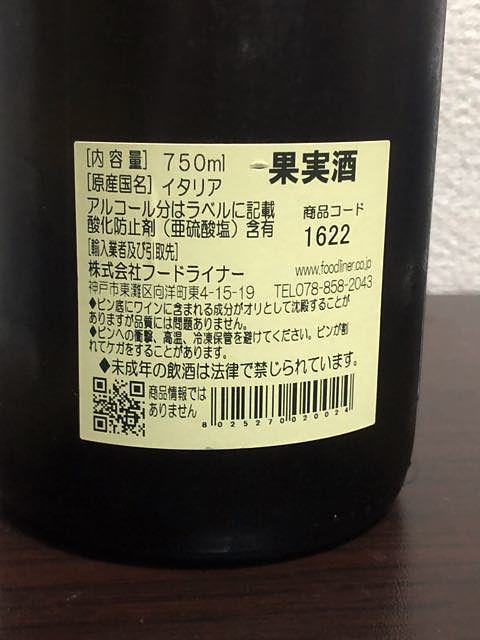 [内容量] 750ml 果実酒
[原産国名] イタリア
アルコール分はラベルに記載 商品コード
酸化防止剤(亜硫酸塩)含有 1622
[輸入業者及び引取先]
株式会社フードライナー www.foodliner.co.jp
神戸市東灘区向洋町東4-15-19 TEL078-858-2043
◆ビン底にワインに含まれる成分がオリとして沈殿することが
ありますが品質には問題ありません。
◆ビンへの衝撃、高温、冷凍保管を避けてください。ビンが割
れてケガをすることがあります。
◆未成年の飲酒は法律で禁じられています。
商品情報では
ありません
8025270020024